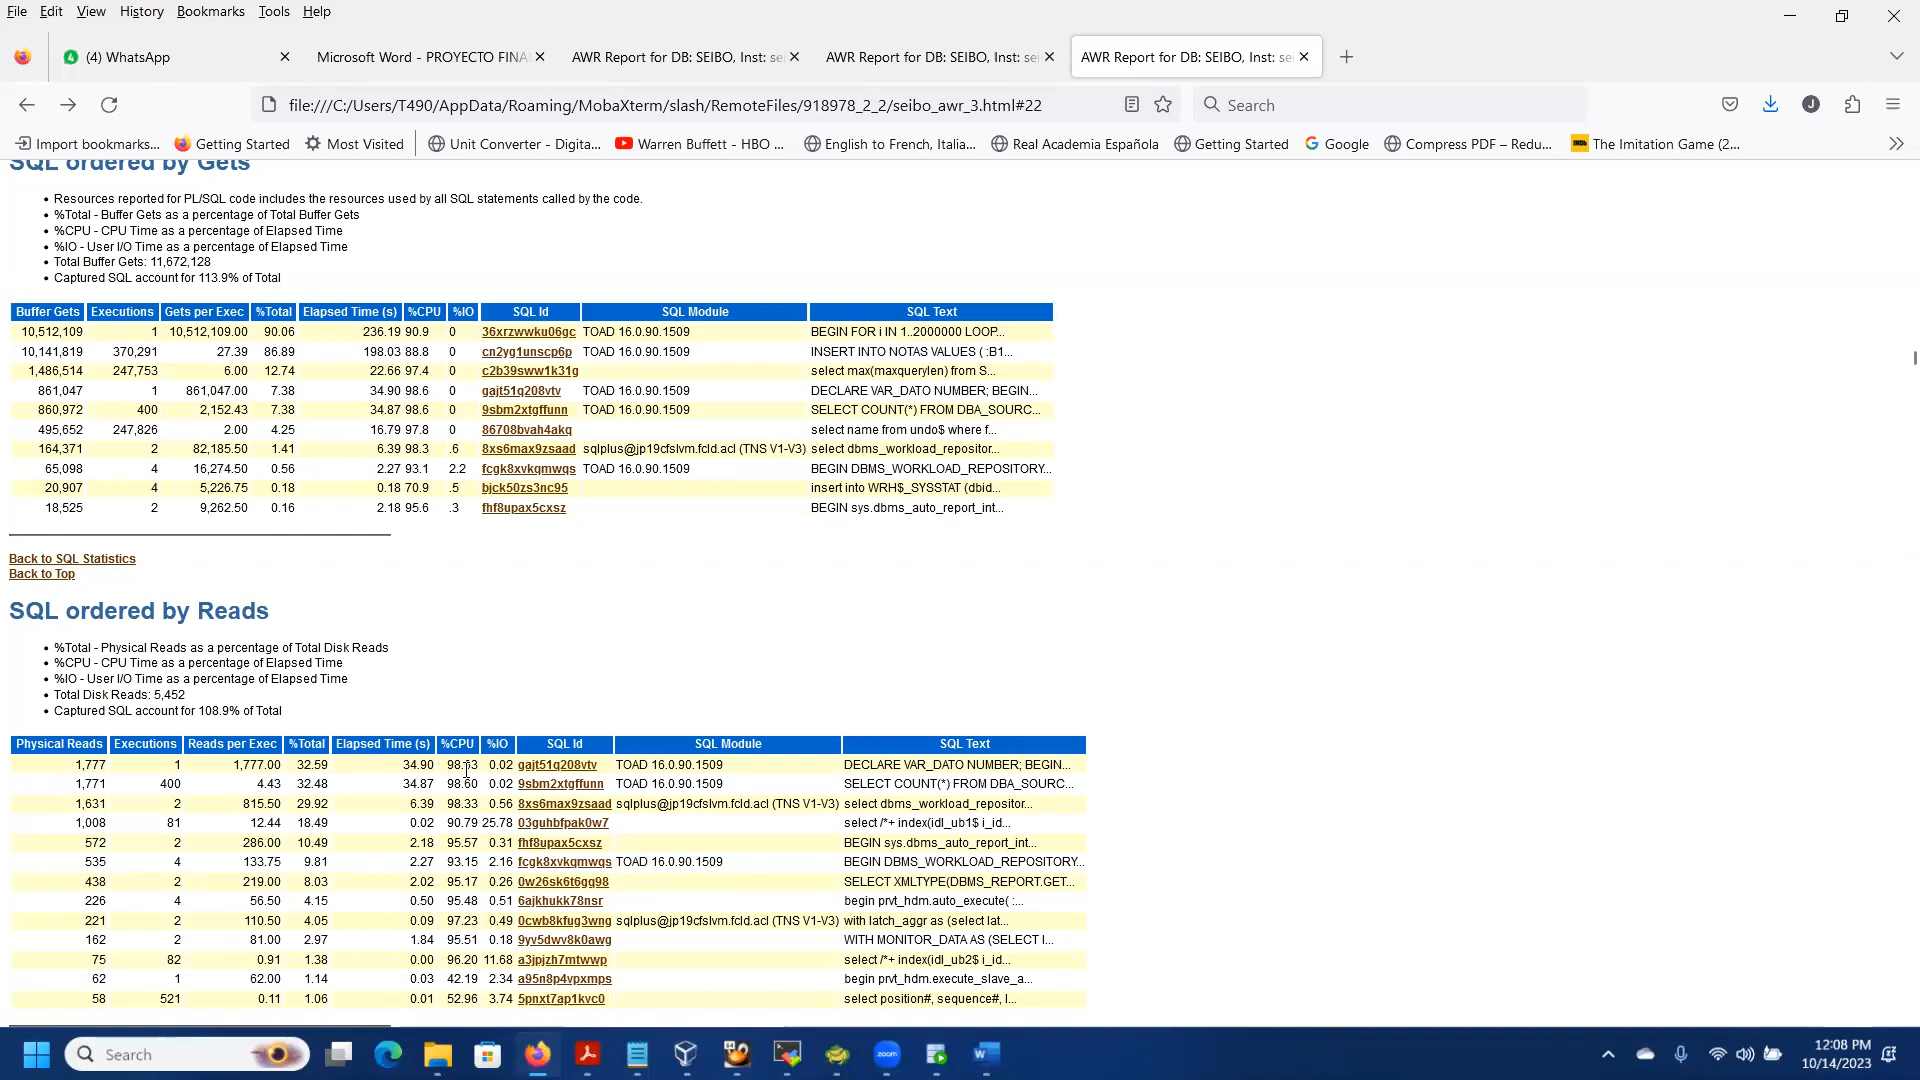 File Edit View History Bookmarks Tools Help
(4) WhatsApp
Microsoft Word - PROYECTO FINA
AWR Report for DB: SEIBO, Inst: se
AWR Report for DB: SEIBO, Inst: se
AWR Report for DB: SEIBO, Inst: se
file:///C:/Users/T490/AppData/Roaming/MobaXterm/slash/RemoteFiles/918978_2_2/seibo_awr_3.html#22
Search
J
Import bookmarks... Getting Started Most Visited Unit Converter - Digita... Warren Buffett - HBO ... English to French, Italia... Real Academia Española Getting Started Google Compress PDF – Redu... The Imitation Game (2...
SQL ordered by Gets
• Resources reported for PL/SQL code includes the resources used by all SQL statements called by the code.
• %Total - Buffer Gets as a percentage of Total Buffer Gets
• %CPU - CPU Time as a percentage of Elapsed Time
• %IO - User I/O Time as a percentage of Elapsed Time
• Total Buffer Gets: 11,672,128
• Captured SQL account for 113.9% of Total
Buffer Gets Executions Gets per Exec %Total Elapsed Time (s) %CPU %IO SQL Id SQL Module SQL Text
10,512,109 1 10,512,109.00 90.06 236.19 90.9 0 36xrzwwku06gc TOAD 16.0.90.1509 BEGIN FOR i IN 1..2000000 LOOP...
10,141,819 370,291 27.39 86.89 198.03 88.8 0 cn2yg1unscp6p TOAD 16.0.90.1509 INSERT INTO NOTAS VALUES ( :B1...
1,486,514 247,753 6.00 12.74 22.66 97.4 0 c2b39sww1k31g select max(maxquerylen) from S...
861,047 1 861,047.00 7.38 34.90 98.6 0 gajt51q208vtv TOAD 16.0.90.1509 DECLARE VAR_DATO NUMBER; BEGIN...
860,972 400 2,152.43 7.38 34.87 98.6 0 9sbm2xtgffunn TOAD 16.0.90.1509 SELECT COUNT(*) FROM DBA_SOURC...
495,652 247,826 2.00 4.25 16.79 97.8 0 86708bvah4akq select name from undo$ where f...
164,371 2 82,185.50 1.41 6.39 98.3 .6 8xs6max9zsaad sqlplus@jp19cfslvm.fcld.acl (TNS V1-V3) select dbms_workload_repositor...
65,098 4 16,274.50 0.56 2.27 93.1 2.2 fcgk8xvkqmwqs TOAD 16.0.90.1509 BEGIN DBMS_WORKLOAD_REPOSITORY...
20,907 4 5,226.75 0.18 0.18 70.9 .5 bjck50zs3nc95 insert into WRH$_SYSSTAT (dbid...
18,525 2 9,262.50 0.16 2.18 95.6 .3 fhf8upax5cxsz BEGIN sys.dbms_auto_report_int...
Back to SQL Statistics
Back to Top
SQL ordered by Reads
• %Total - Physical Reads as a percentage of Total Disk Reads
• %CPU - CPU Time as a percentage of Elapsed Time
• %IO - User I/O Time as a percentage of Elapsed Time
• Total Disk Reads: 5,452
• Captured SQL account for 108.9% of Total
Physical Reads Executions Reads per Exec %Total Elapsed Time (s) %CPU %IO SQL Id SQL Module SQL Text
1,777 1 1,777.00 32.59 34.90 98.63 0.02 gajt51q208vtv TOAD 16.0.90.1509 DECLARE VAR_DATO NUMBER; BEGIN...
1,771 400 4.43 32.48 34.87 98.60 0.02 9sbm2xtgffunn TOAD 16.0.90.1509 SELECT COUNT(*) FROM DBA_SOURC...
1,631 2 815.50 29.92 6.39 98.33 0.56 8xs6max9zsaad sqlplus@jp19cfslvm.fcld.acl (TNS V1-V3) select dbms_workload_repositor...
1,008 81 12.44 18.49 0.02 90.79 25.78 03guhbfpak0w7 select /*+ index(idl_ub1$ i_id...
572 2 286.00 10.49 2.18 95.57 0.31 fhf8upax5cxsz BEGIN sys.dbms_auto_report_int...
535 4 133.75 9.81 2.27 93.15 2.16 fcgk8xvkqmwqs TOAD 16.0.90.1509 BEGIN DBMS_WORKLOAD_REPOSITORY...
438 2 219.00 8.03 2.02 95.17 0.26 0w26sk6t6gq98 SELECT XMLTYPE(DBMS_REPORT.GET...
226 4 56.50 4.15 0.50 95.48 0.51 6ajkhukk78nsr begin prvt_hdm.auto_execute( :...
221 2 110.50 4.05 0.09 97.23 0.49 0cwb8kfug3wng sqlplus@jp19cfslvm.fcld.acl (TNS V1-V3) with latch_aggr as (select lat...
162 2 81.00 2.97 1.84 95.51 0.18 9yv5dwv8k0awg WITH MONITOR_DATA AS (SELECT I...
75 82 0.91 1.38 0.00 96.20 11.68 a3jpjzh7mtwwp select /*+ index(idl_ub2$ i_id...
62 1 62.00 1.14 0.03 42.19 2.34 a95n8p4vpxmps begin prvt_hdm.execute_slave_a...
58 521 0.11 1.06 0.01 52.96 3.74 5pnxt7ap1kvc0 select position#, sequence#, l...
Search
zoom
12:08 PM
10/14/2023